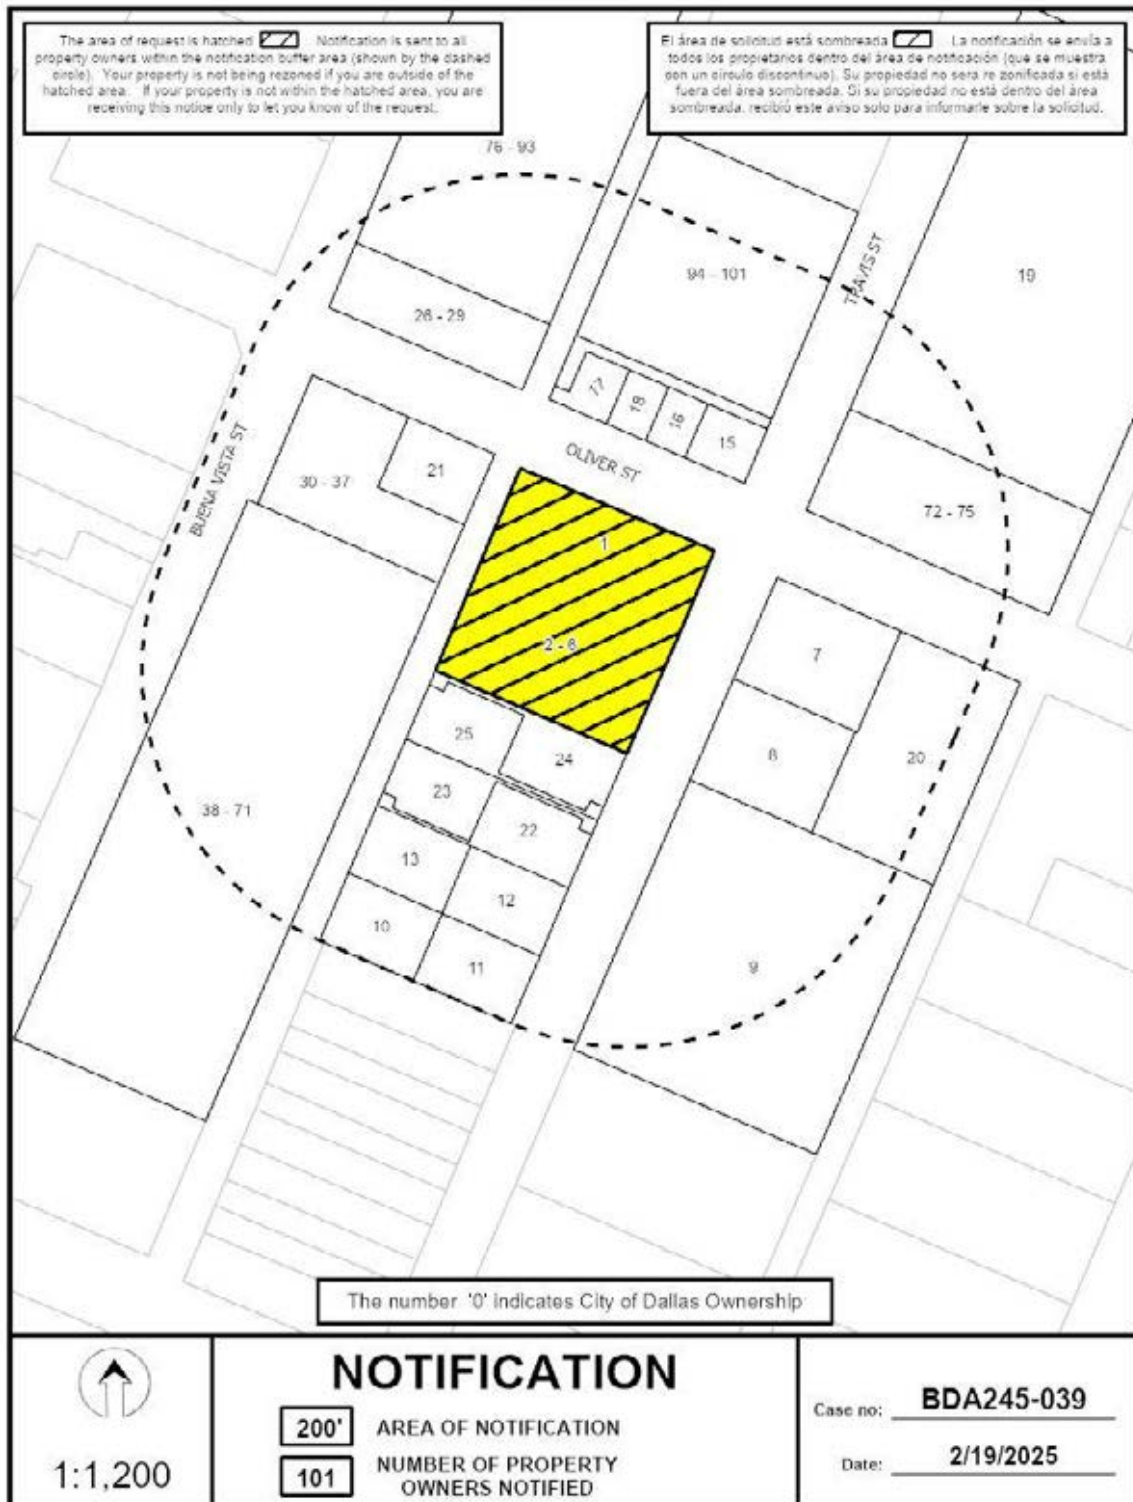 The area of request is hatched Notification is sent to all
property owners within the notification buffer area (shown by the dashed
circle). Your property is not being rezoned if you are outside of the
hatched area. If your property is not within the hatched area, you are
receiving this notice only to let you know of the request.
El área de solicitud está sombreada La notificación se envía a
todos los propietarios dentro del área de notificación (que se muestra
con un círculo discontinuo). Su propiedad no sera re zonificada si está
fuera del área sombreada. Si su propiedad no está dentro del área
sombreada, recibió este aviso solo para informarle sobre la solicitud.
76 - 93
94 - 101
TRAVIS ST
19
26 - 29
17
18
16
15
OLIVER ST
BUENA VISTA ST
30 - 37
21
72 - 75
1
2 - 6
7
8
20
25
24
23
22
38 - 71
13
12
10
11
9
The number '0' indicates City of Dallas Ownership
1:1,200
NOTIFICATION
200' AREA OF NOTIFICATION
101 NUMBER OF PROPERTY
OWNERS NOTIFIED
Case no: BDA245-039
Date: 2/19/2025